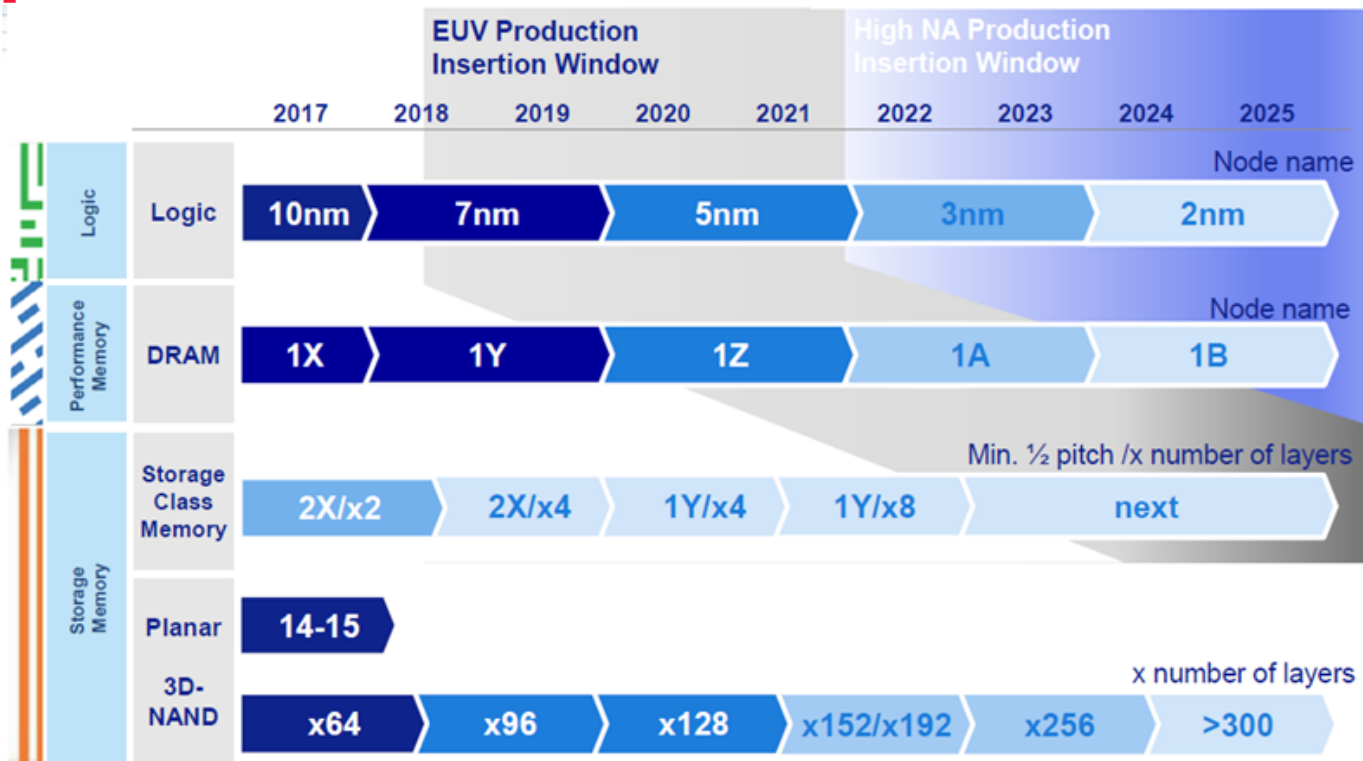 EUV Production
Insertion Window
High NA Production
Insertion Window
2017 2018 2019 2020 2021 2022 2023 2024 2025
Node name
Logic
Logic
10nm 7nm 5nm 3nm 2nm
Node name
Performance
Memory
DRAM
1X 1Y 1Z 1A 1B
Min. ½ pitch /x number of layers
Storage
Memory
Storage
Class
Memory
2X/x2 2X/x4 1Y/x4 1Y/x8 next
Planar
14-15
x number of layers
3D-
NAND
x64 x96 x128 x152/x192 x256 >300